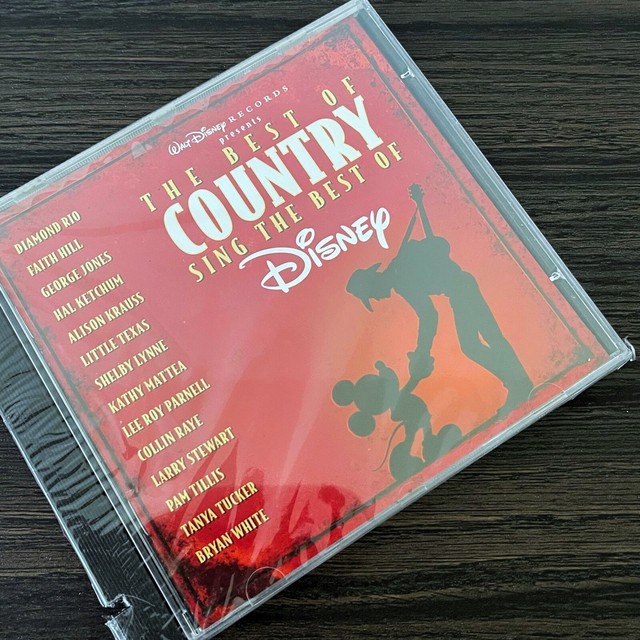 WALT DISNEY RECORDS
presents
THE BEST OF
COUNTRY
SING THE BEST OF
DISNEY
DIAMOND RIO
FAITH HILL
GEORGE JONES
HAL KETCHUM
ALISON KRAUSS
LITTLE TEXAS
SHELBY LYNNE
KATHY MATTEA
LEE ROY PARNELL
COLLIN RAYE
LARRY STEWART
PAM TILLIS
TANYA TUCKER
BRYAN WHITE